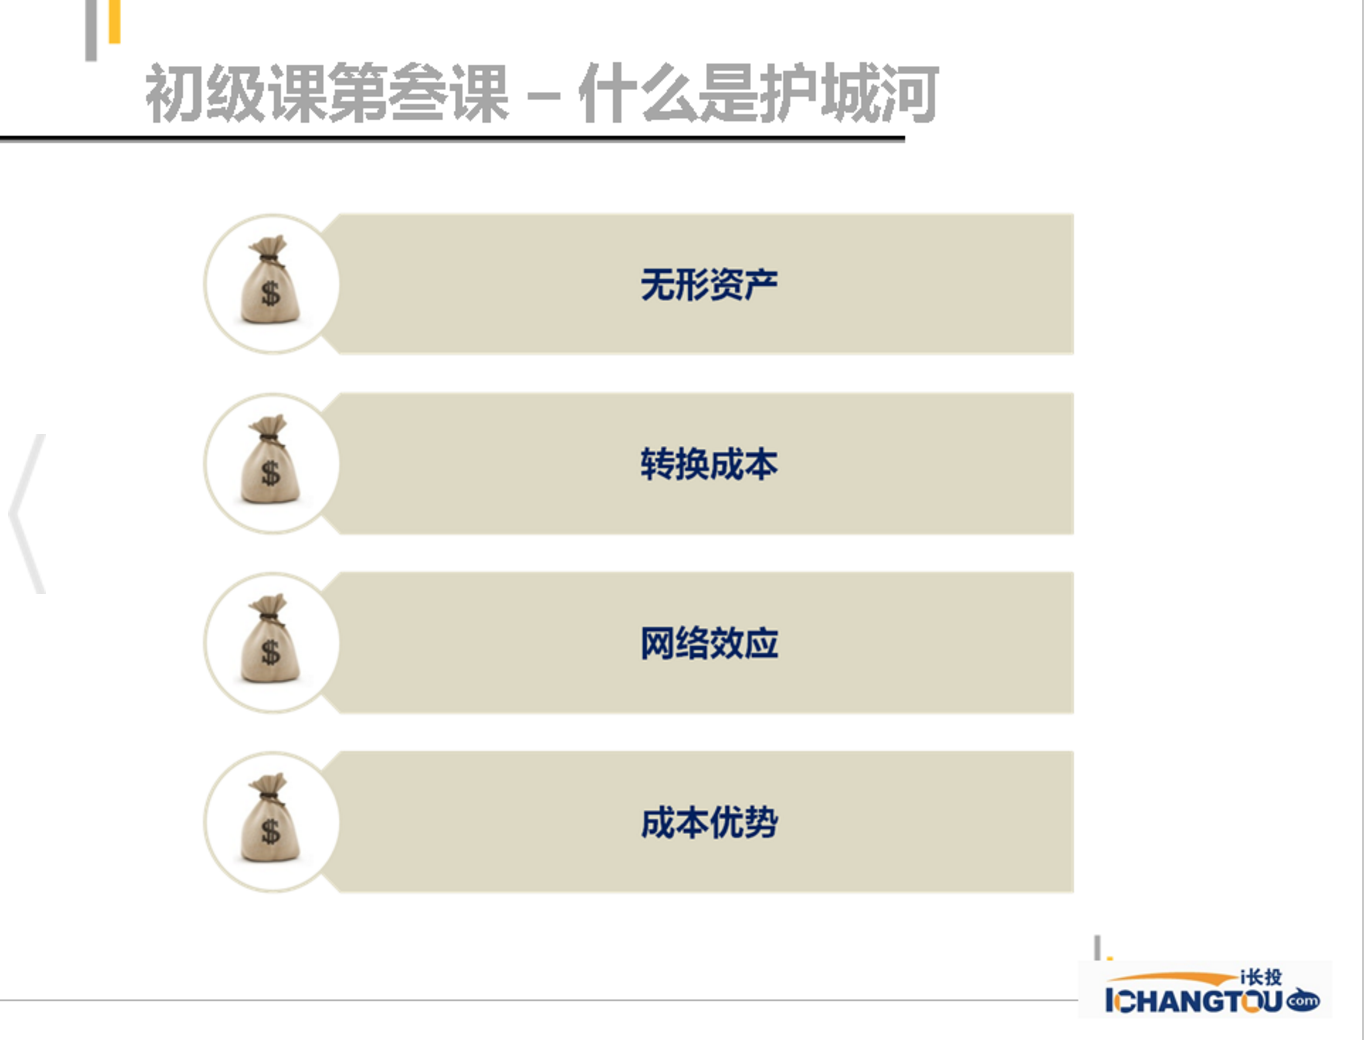 初级课第叁课 – 什么是护城河
$
无形资产
$
转换成本
$
网络效应
$
成本优势
i长投
ICHANGTOU com